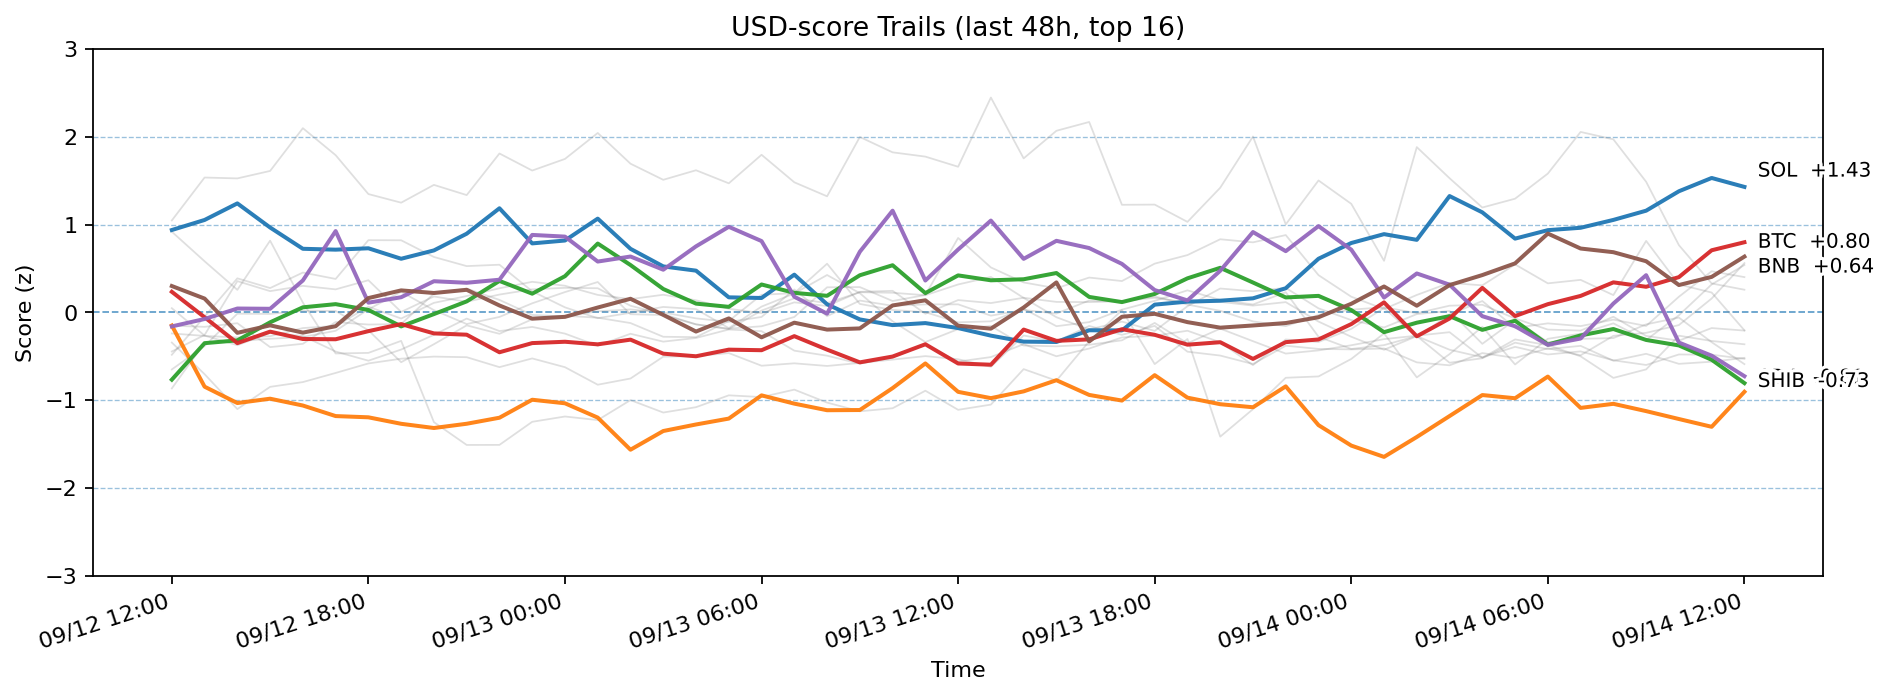 USD-score Trails (last 48h, top 16)
3
2
1
0
−1
−2
−3
Score (z)
SOL +1.43
BTC +0.80
BNB +0.64
SHIB -0.73
09/12 12:00
09/12 18:00
09/13 00:00
09/13 06:00
09/13 12:00
09/13 18:00
09/14 00:00
09/14 06:00
09/14 12:00
Time